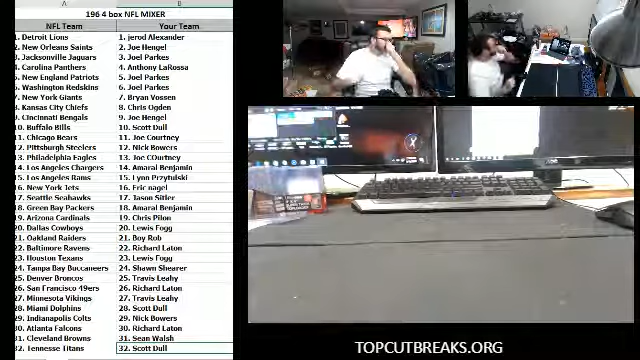 A B
196 4 box NFL MIXER
NFL Team Your Team
1. Detroit Lions 1. jerod Alexander
2. New Orleans Saints 2. Joe Hengel
3. Jacksonville Jaguars 3. Joel Parkes
4. Carolina Panthers 4. Anthony LaRossa
5. New England Patriots 5. Joel Parkes
6. Washington Redskins 6. Joel Parkes
7. New York Giants 7. Bryan Vossen
8. Kansas City Chiefs 8. Chris Ogden
9. Cincinnati Bengals 9. Joe Hengel
10. Buffalo Bills 10. Scott Dull
11. Chicago Bears 11. Joe Courtney
12. Pittsburgh Steelers 12. Nick Bowers
13. Philadelphia Eagles 13. Joe COurtney
14. Los Angeles Chargers 14. Amaral Benjamin
15. Los Angeles Rams 15. Lynn Przytulski
16. New York Jets 16. Eric nagel
17. Seattle Seahawks 17. Jason Sitler
18. Green Bay Packers 18. Amaral Benjamin
19. Arizona Cardinals 19. Chris Pilon
20. Dallas Cowboys 20. Lewis Fogg
21. Oakland Raiders 21. Boy Rob
22. Baltimore Ravens 22. Richard Laton
23. Houston Texans 23. Lewis Fogg
24. Tampa Bay Buccaneers 24. Shawn Shearer
25. Denver Broncos 25. Travis Leahy
26. San Francisco 49ers 26. Richard Laton
27. Minnesota Vikings 27. Travis Leahy
28. Miami Dolphins 28. Scott Dull
29. Indianapolis Colts 29. Nick Bowers
30. Atlanta Falcons 30. Richard Laton
31. Cleveland Browns 31. Sean Walsh
32. Tennessee Titans 32. Scott Dull
TOPCUTBREAKS.ORG